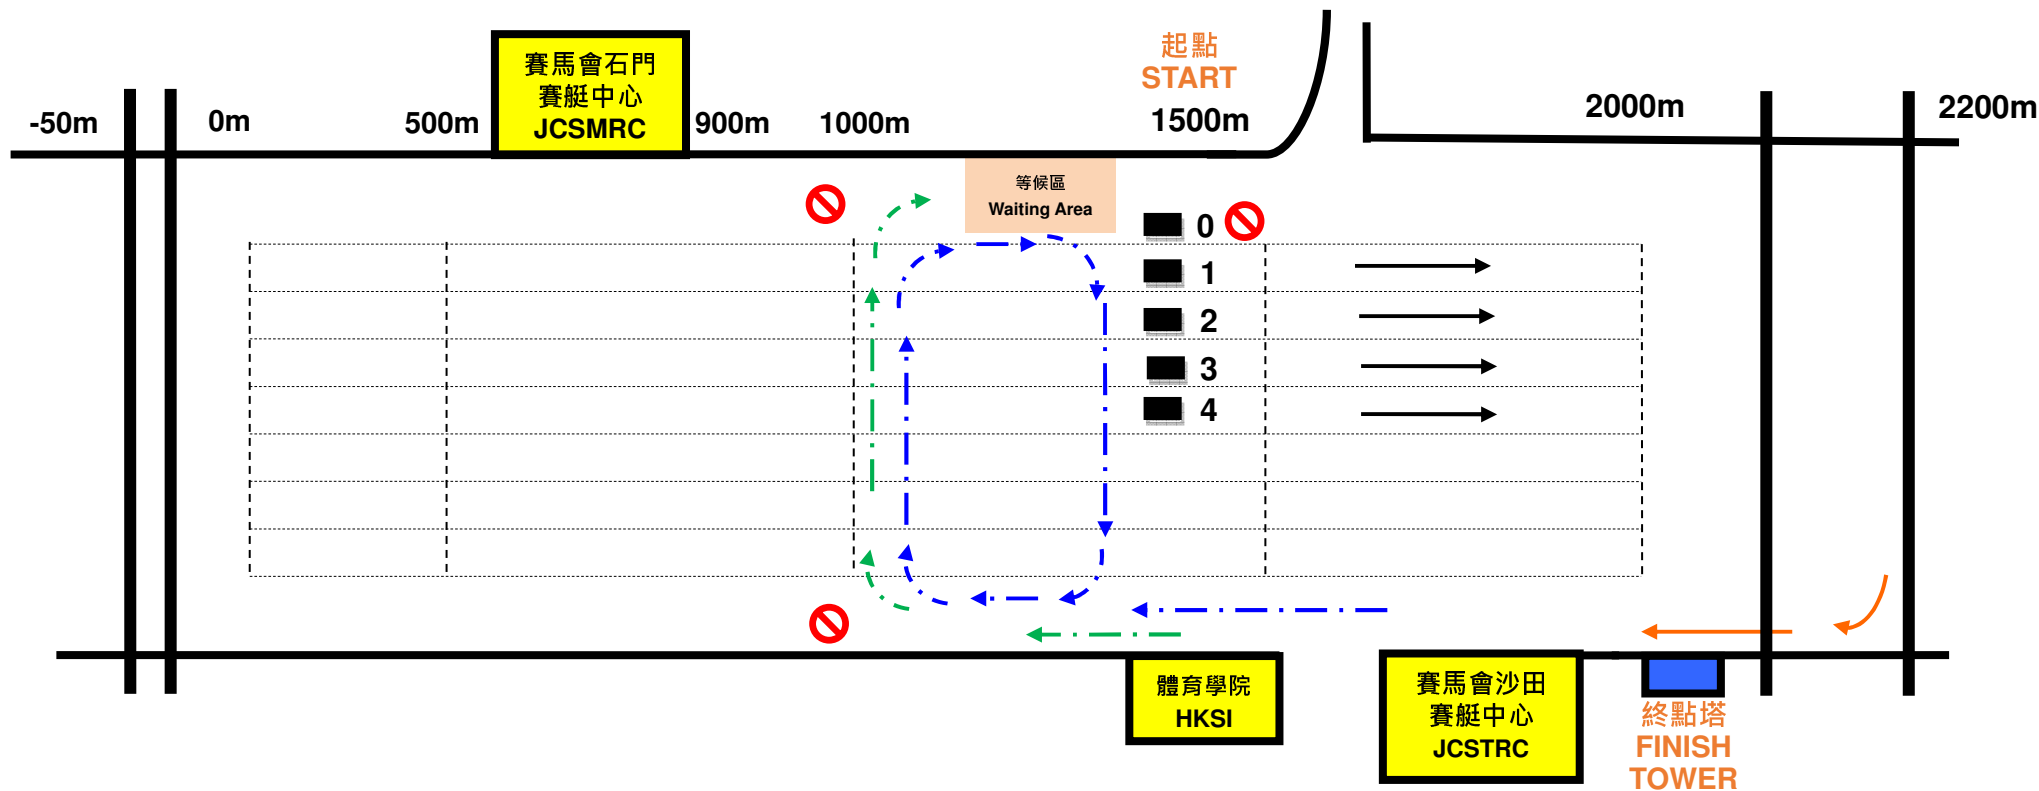 -50m
0m
500m
賽馬會石門
賽艇中心
JCSMRC
900m
1000m
起點
START
1500m
2000m
2200m
等候區
Waiting Area
0
1
2
3
4
體育學院
HKSI
賽馬會沙田
賽艇中心
JCSTRC
終點塔
FINISH
TOWER